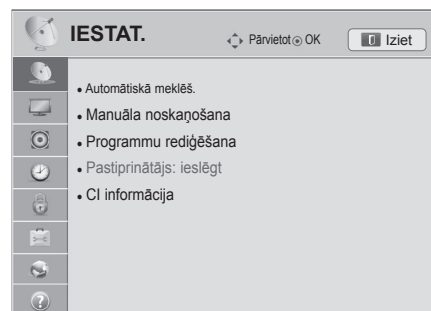 IESTAT.
Pārvietot OK
Iziet
• Automātiskā meklēš.
• Manuāla noskaņošana
• Programmu rediģēšana
• Pastiprinātājs: ieslēgt
• CI informācija